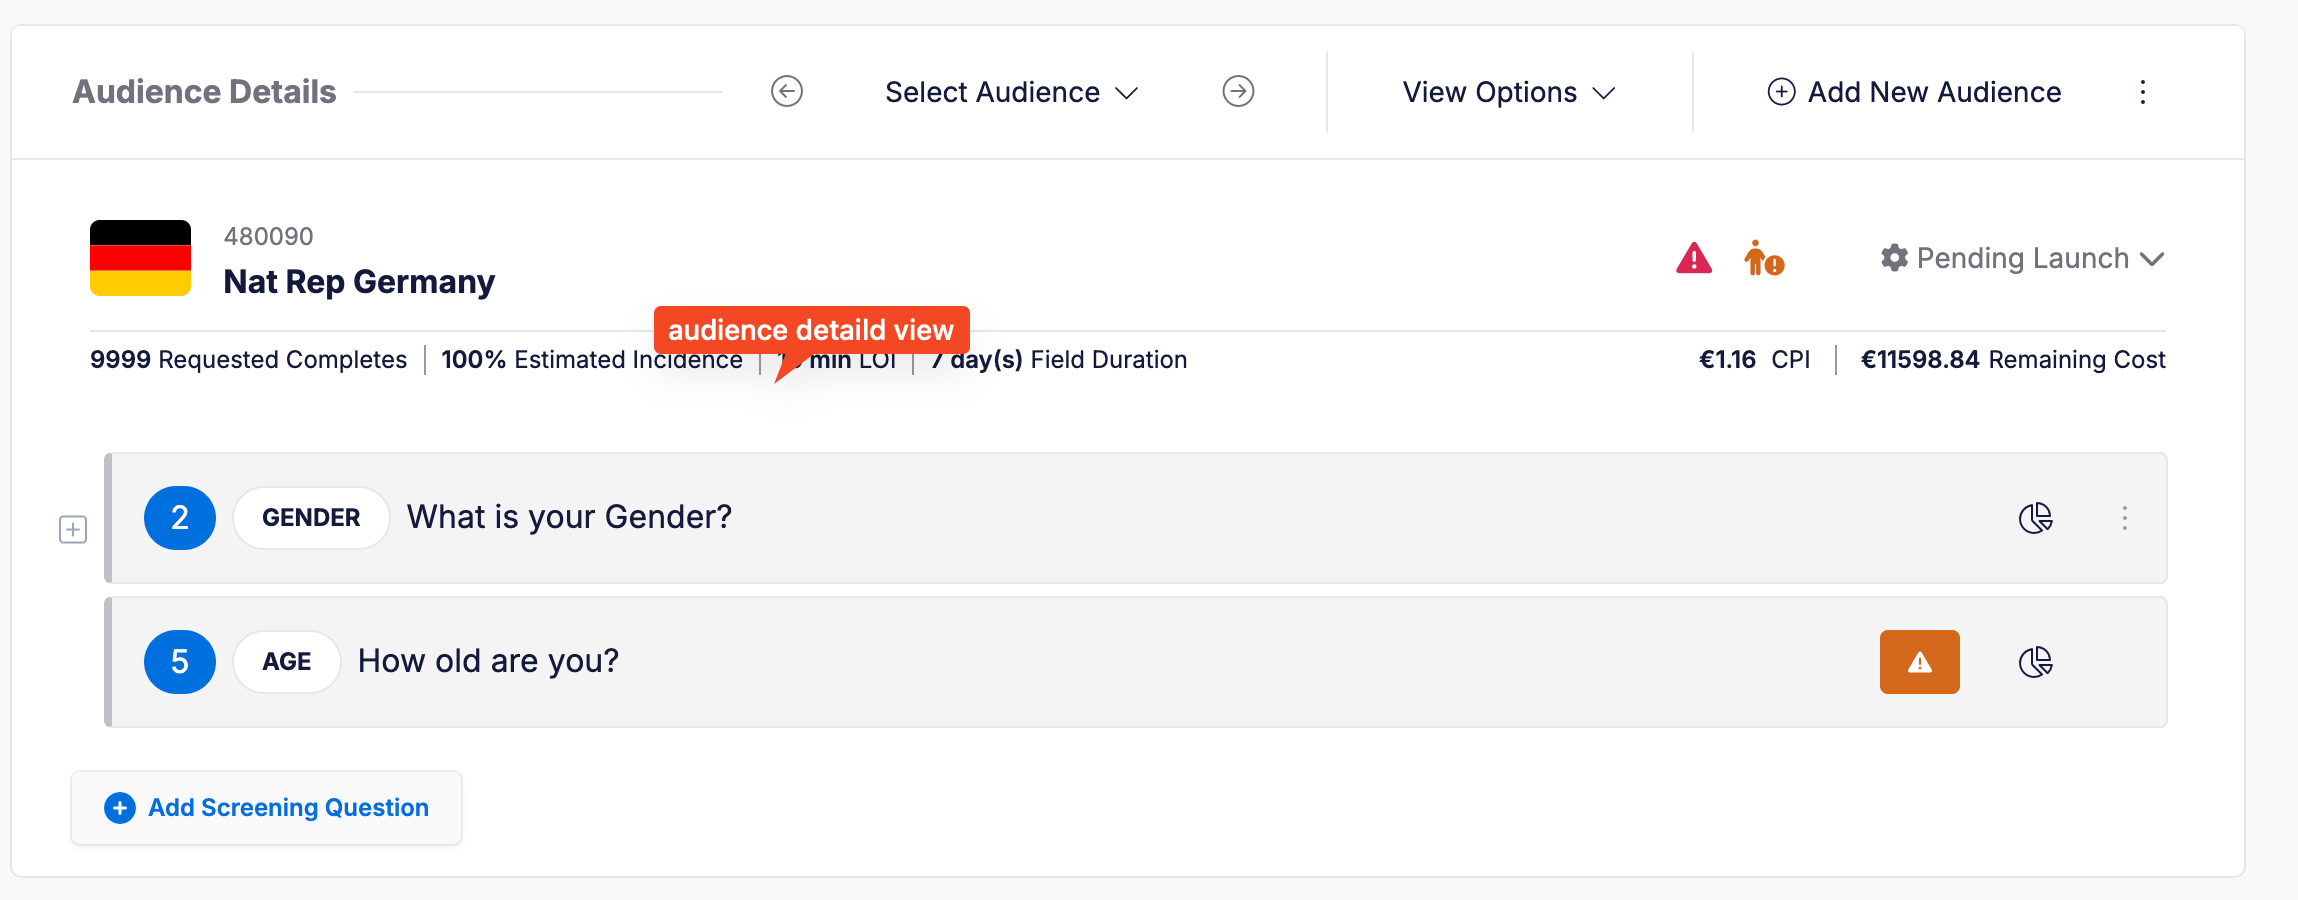 Audience Details
Select Audience
View Options
Add New Audience
480090
Nat Rep Germany
Pending Launch
audience detaild view
9999 Requested Completes
100% Estimated Incidence
min LOI
7 day(s) Field Duration
€1.16 CPI
€11598.84 Remaining Cost
2 GENDER What is your Gender?
5 AGE How old are you?
Add Screening Question